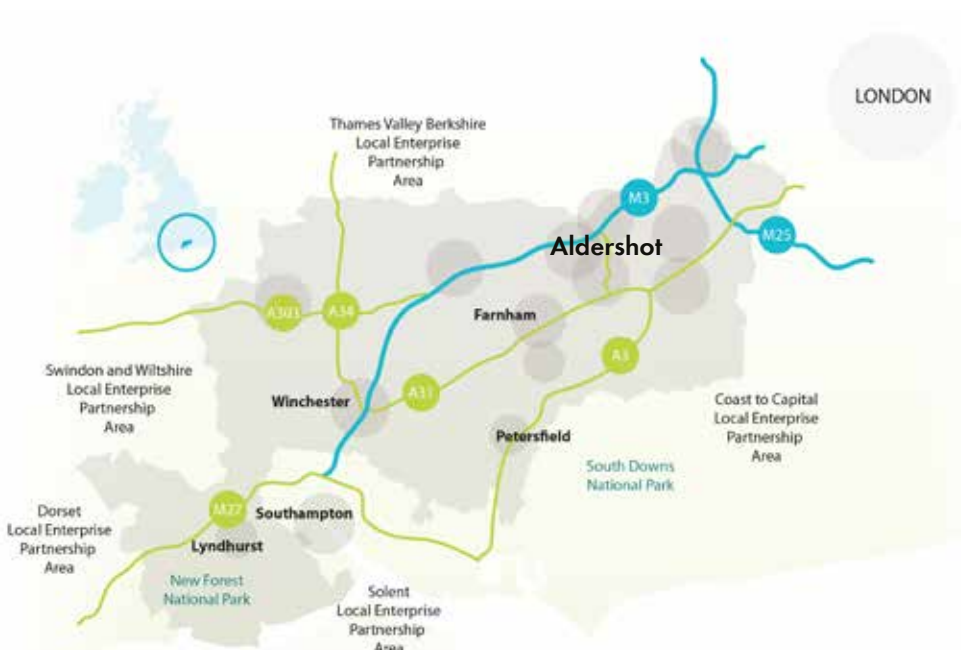 LONDON
Thames Valley Berkshire
Local Enterprise
Partnership
Area
M3
M25
Aldershot
A303
A34
Farnham
A3
Swindon and Wiltshire
Local Enterprise
Partnership
Area
Winchester
A31
Coast to Capital
Local Enterprise
Partnership
Area
Petersfield
South Downs
National Park
M27
Southampton
Dorset
Local Enterprise
Partnership
Area
Lyndhurst
New Forest
National Park
Solent
Local Enterprise
Partnership
Area